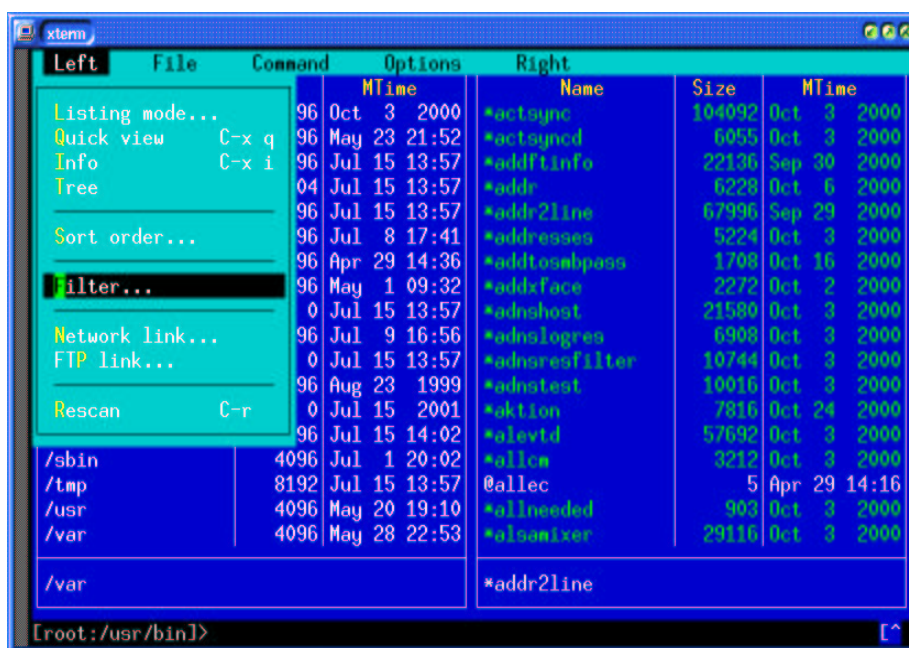 xterm
Left File Command Options Right
MTime Name Size MTime
Listing mode... 96 Oct 3 2000 *actsync 104092 Oct 3 2000
Quick view C-x q 96 May 23 21:52 *actsyncd 6055 Oct 3 2000
Info C-x i 96 Jul 15 13:57 *addftinfo 22136 Sep 30 2000
Tree 04 Jul 15 13:57 *addr 6228 Oct 6 2000
96 Jul 15 13:57 *addr2line 67996 Sep 29 2000
Sort order... 96 Jul 8 17:41 *addresses 5224 Oct 3 2000
96 Apr 29 14:36 *addtosmbpass 1708 Oct 16 2000
Filter... 96 May 1 09:32 *addxface 2272 Oct 2 2000
0 Jul 15 13:57 *adnshost 21580 Oct 3 2000
Network link... 96 Jul 9 16:56 *adnslogres 6908 Oct 3 2000
FTP link... 0 Jul 15 13:57 *adnsresfilter 10744 Oct 3 2000
96 Aug 23 1999 *adnstest 10016 Oct 3 2000
Rescan C-r 0 Jul 15 2001 *aktion 7816 Oct 24 2000
96 Jul 15 14:02 *alevtd 57692 Oct 3 2000
/sbin 4096 Jul 1 20:02 *allcm 3212 Oct 3 2000
/tmp 8192 Jul 15 13:57 @allec 5 Apr 29 14:16
/usr 4096 May 20 19:10 *allneeded 903 Oct 3 2000
/var 4096 May 28 22:53 *alsamixer 29116 Oct 3 2000
/var *addr2line
[root:/usr/bin]> [^